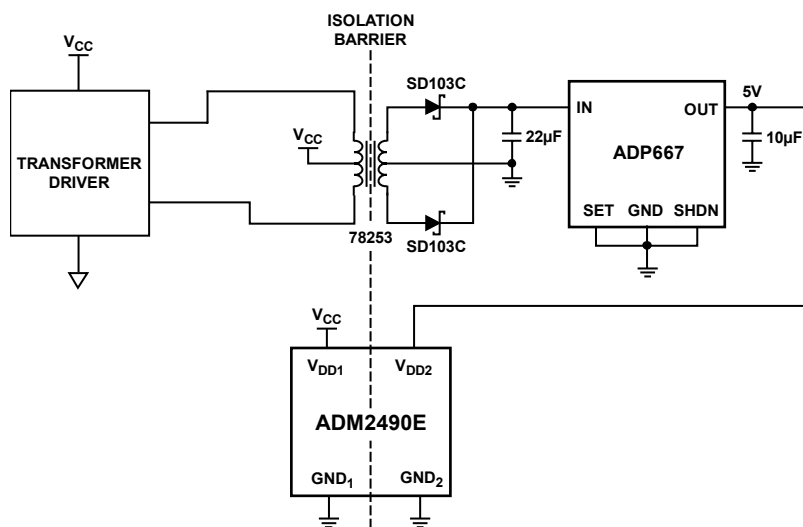 ISOLATION
BARRIER
VCC
SD103C
5V
IN
OUT
VCC
22µF
10µF
TRANSFORMER
DRIVER
ADP667
SET GND SHDN
78253
SD103C
VCC
VDD1
VDD2
ADM2490E
GND1
GND2